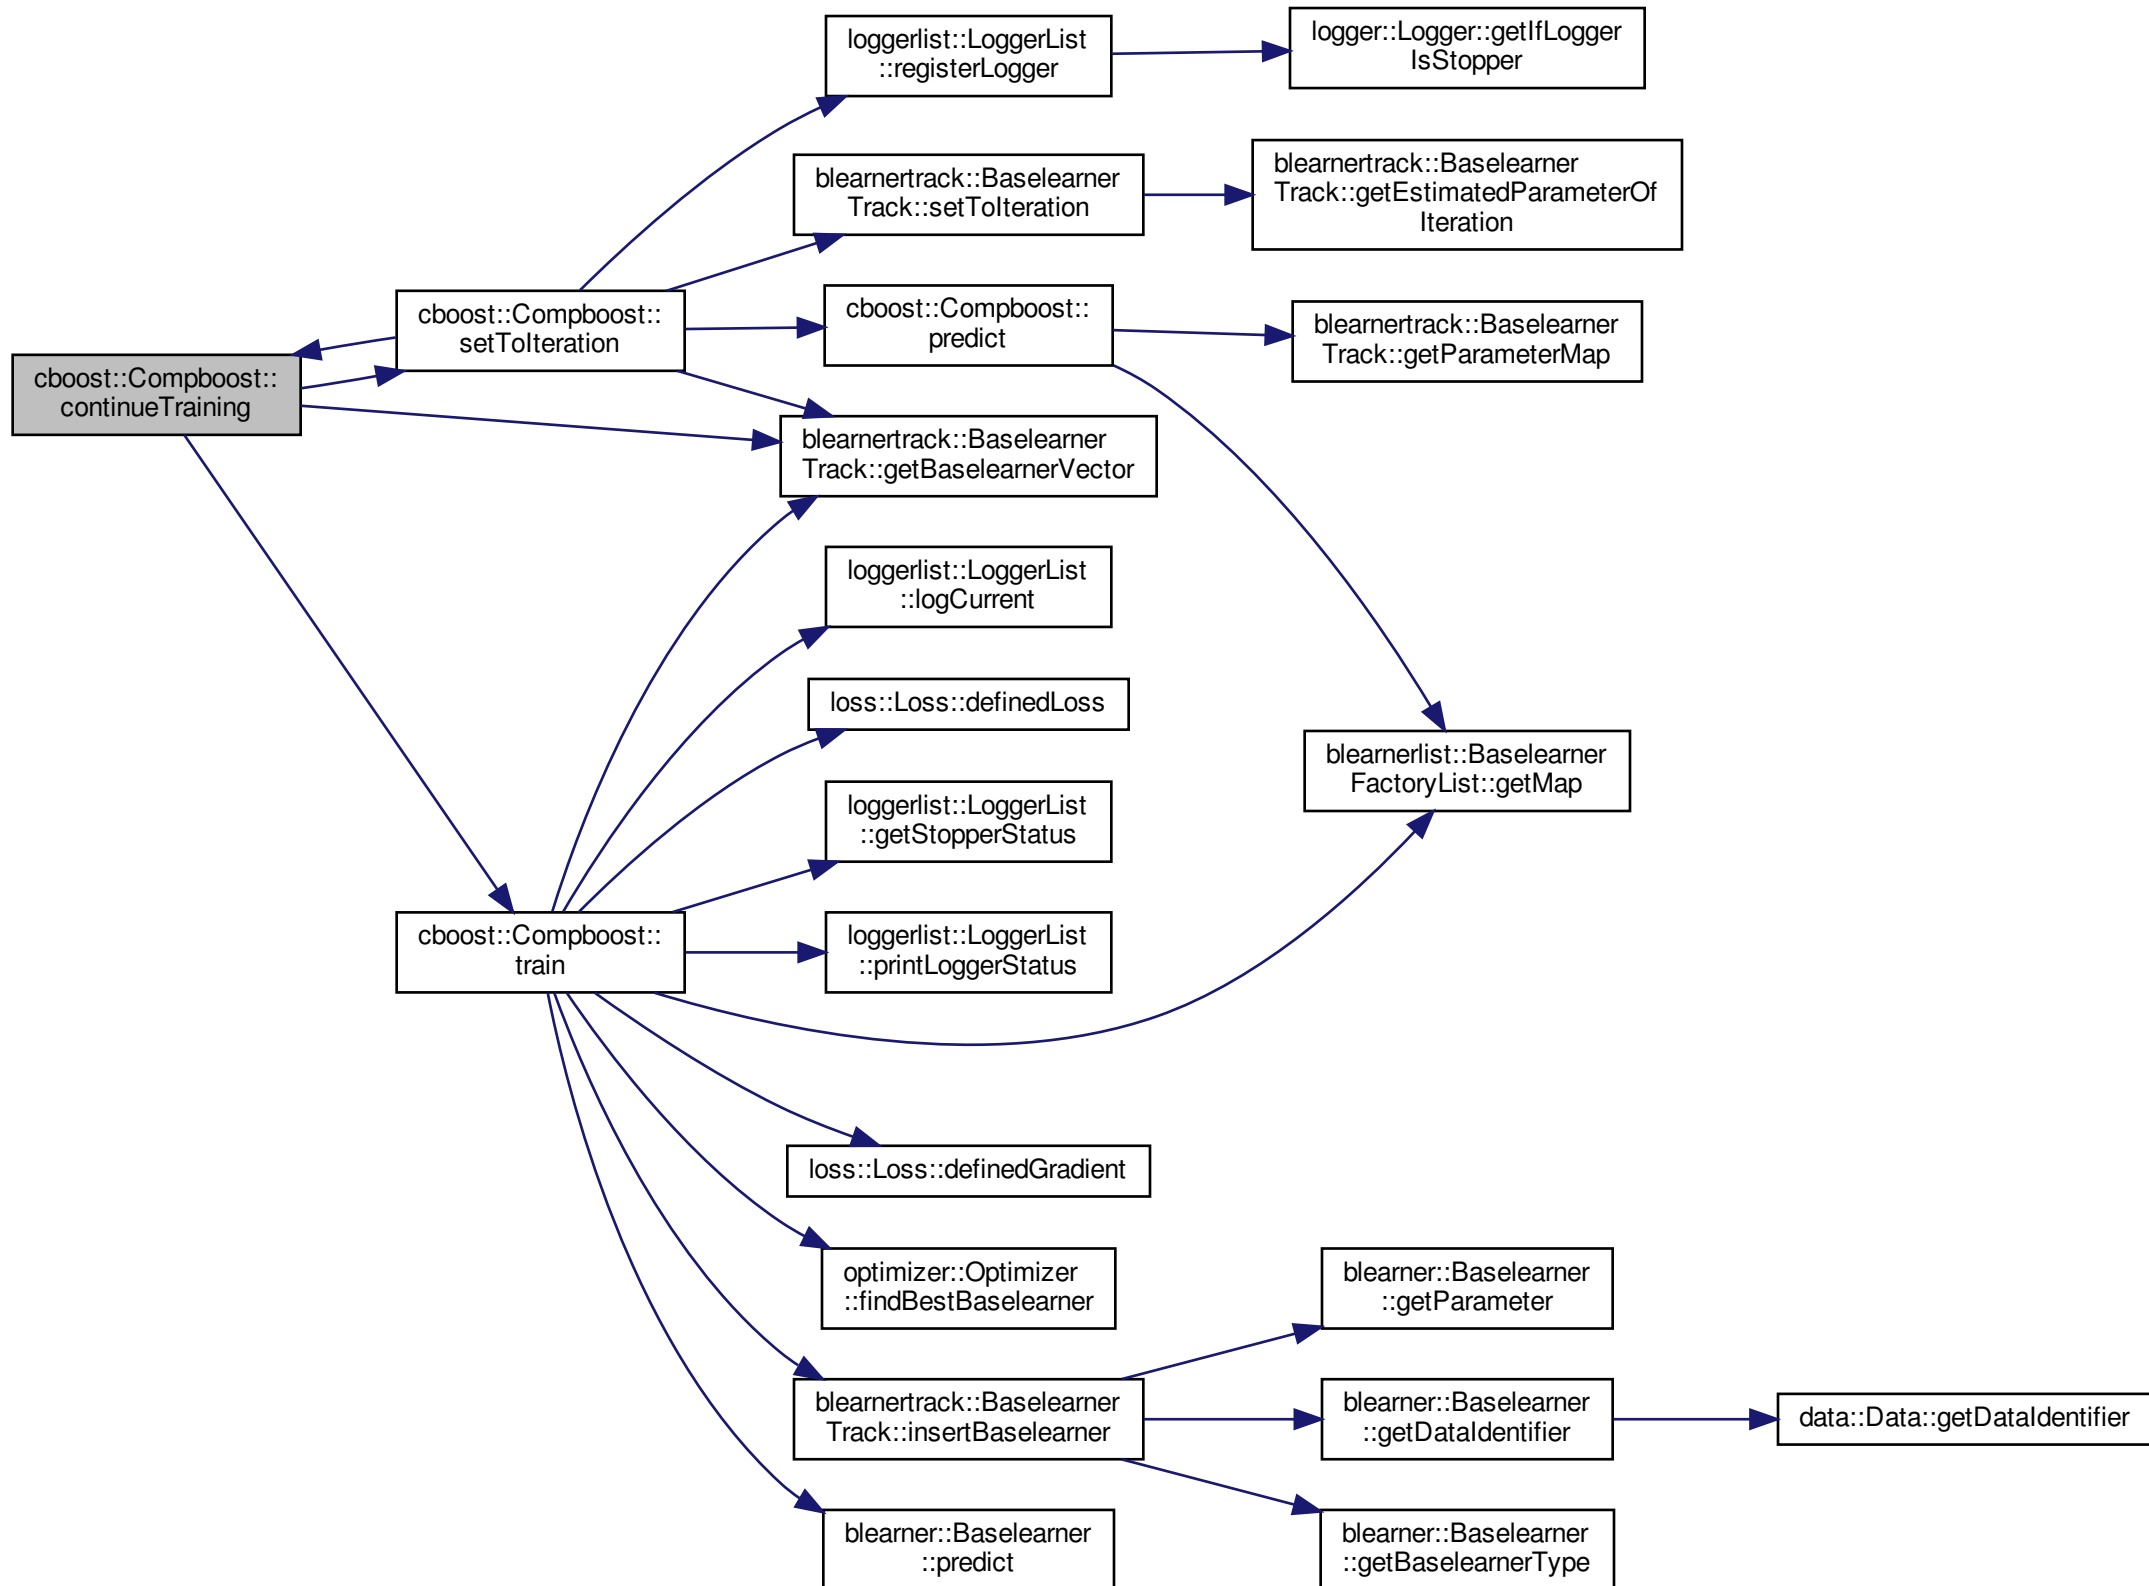 loggerlist::LoggerList
::registerLogger
logger::Logger::getIfLogger
IsStopper
blearnertrack::Baselearner
Track::setToIteration
blearnertrack::Baselearner
Track::getEstimatedParameterOf
Iteration
cboost::Compboost::
setToIteration
cboost::Compboost::
predict
blearnertrack::Baselearner
Track::getParameterMap
cboost::Compboost::
continueTraining
blearnertrack::Baselearner
Track::getBaselearnerVector
loggerlist::LoggerList
::logCurrent
loss::Loss::definedLoss
blearnerlist::Baselearner
FactoryList::getMap
loggerlist::LoggerList
::getStopperStatus
cboost::Compboost::
train
loggerlist::LoggerList
::printLoggerStatus
loss::Loss::definedGradient
optimizer::Optimizer
::findBestBaselearner
blearner::Baselearner
::getParameter
blearnertrack::Baselearner
Track::insertBaselearner
blearner::Baselearner
::getDataIdentifier
data::Data::getDataIdentifier
blearner::Baselearner
::predict
blearner::Baselearner
::getBaselearnerType